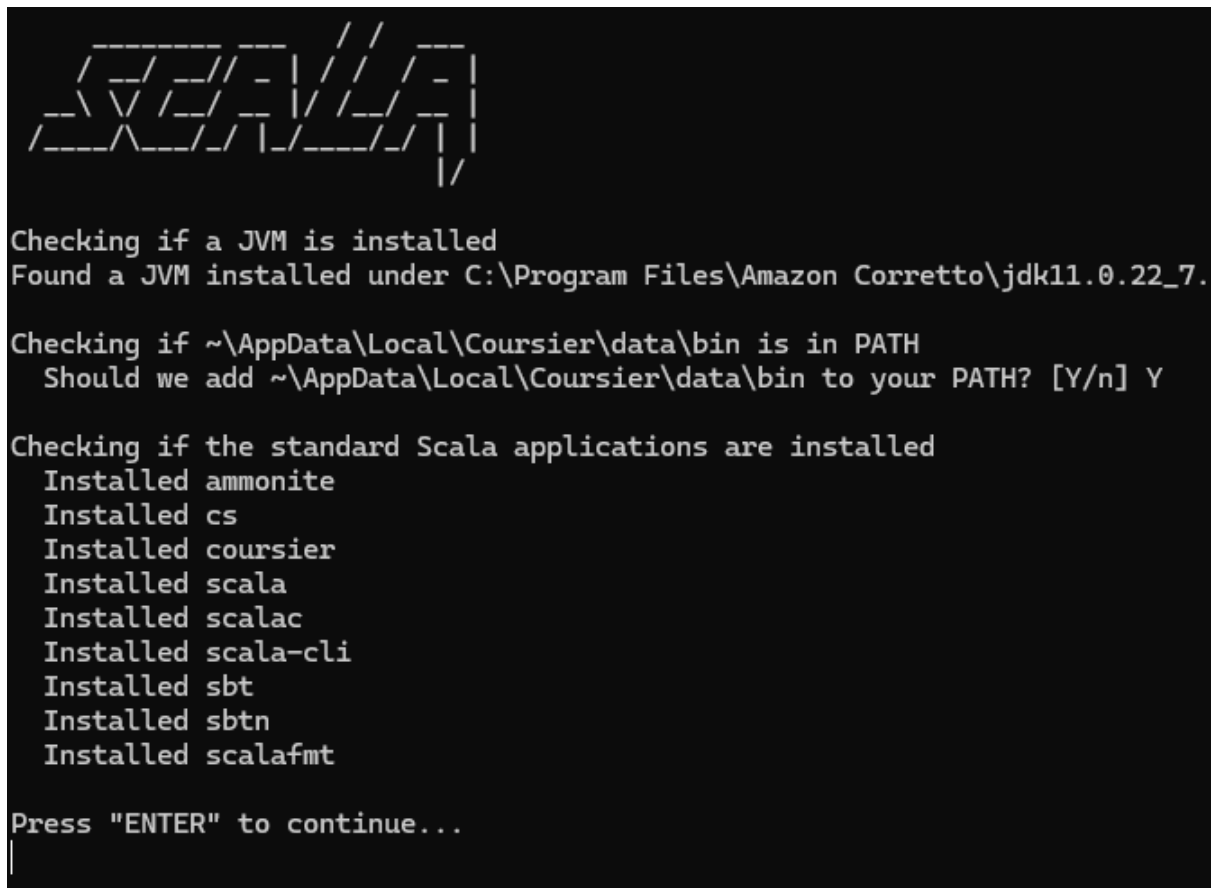 SCALA
Checking if a JVM is installed
Found a JVM installed under C:\Program Files\Amazon Corretto\jdk11.0.22_7.
Checking if ~\AppData\Local\Coursier\data\bin is in PATH
Should we add ~\AppData\Local\Coursier\data\bin to your PATH? [Y/n] Y
Checking if the standard Scala applications are installed
Installed ammonite
Installed cs
Installed coursier
Installed scala
Installed scalac
Installed scala-cli
Installed sbt
Installed sbtn
Installed scalafmt
Press "ENTER" to continue...